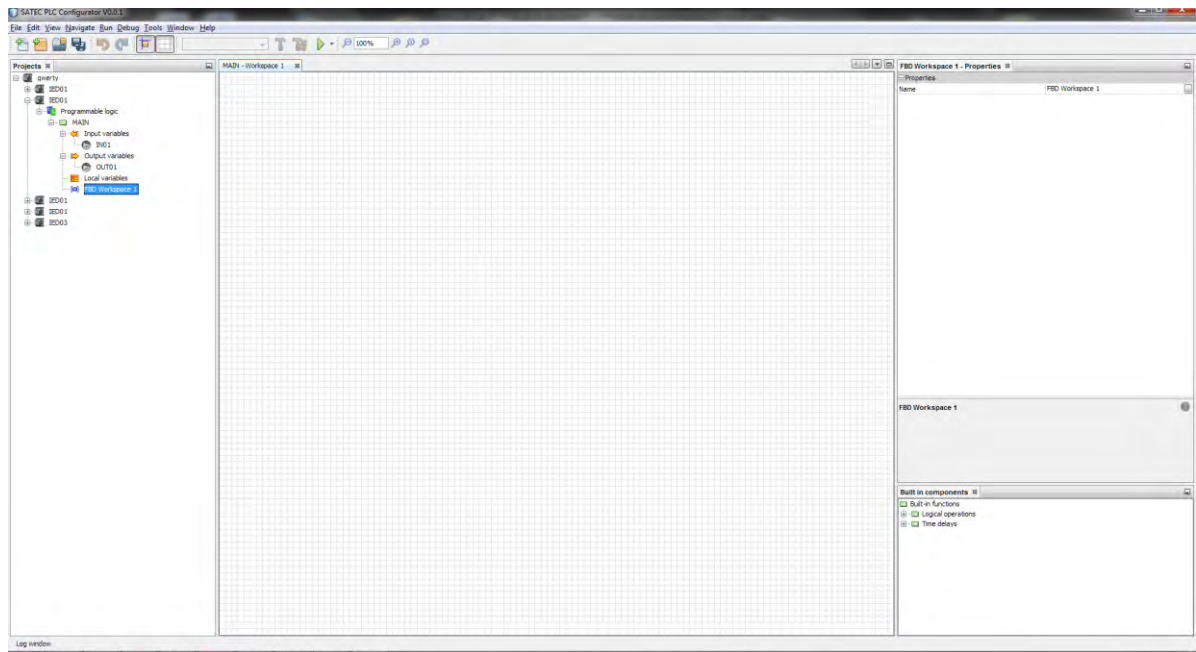 SATEC PLC Configurator V0.0.1
File Edit View Navigate Run Debug Tools Window Help
100%
Projects
qwerty
IED01
IED01
Programmable logic
MAIN
Input variables
IN01
Output variables
OUT01
Local variables
FBD Workspace 1
IED01
IED01
IED03
MAIN - Workspace 1
FBD Workspace 1 - Properties
Properties
Name FBD Workspace 1
FBD Workspace 1
Built in components
Built-in functions
Logical operations
Time delays
Log window